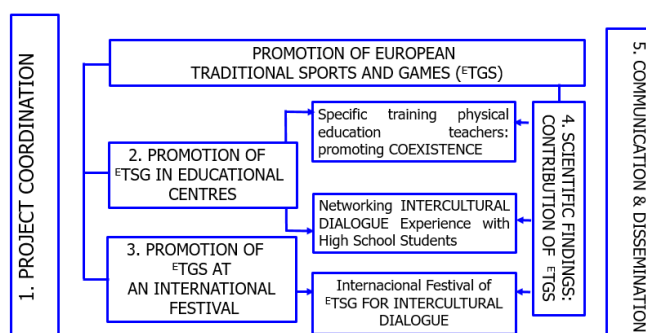 1. PROJECT COORDINATION
PROMOTION OF EUROPEAN
TRADITIONAL SPORTS AND GAMES (ᴱTGS)
2. PROMOTION OF
ᴱTSG IN EDUCATIONAL
CENTRES
3. PROMOTION OF
ᴱTGS AT
AN INTERNATIONAL
FESTIVAL
Specific training physical
education teachers:
promoting COEXISTENCE
Networking INTERCULTURAL
DIALOGUE Experience with
High School Students
Internacional Festival of
ᴱTSG FOR INTERCULTURAL
DIALOGUE
4. SCIENTIFIC FINDINGS:
CONTRIBUTION OF ᴱTGS
5. COMMUNICATION & DISSEMINATION